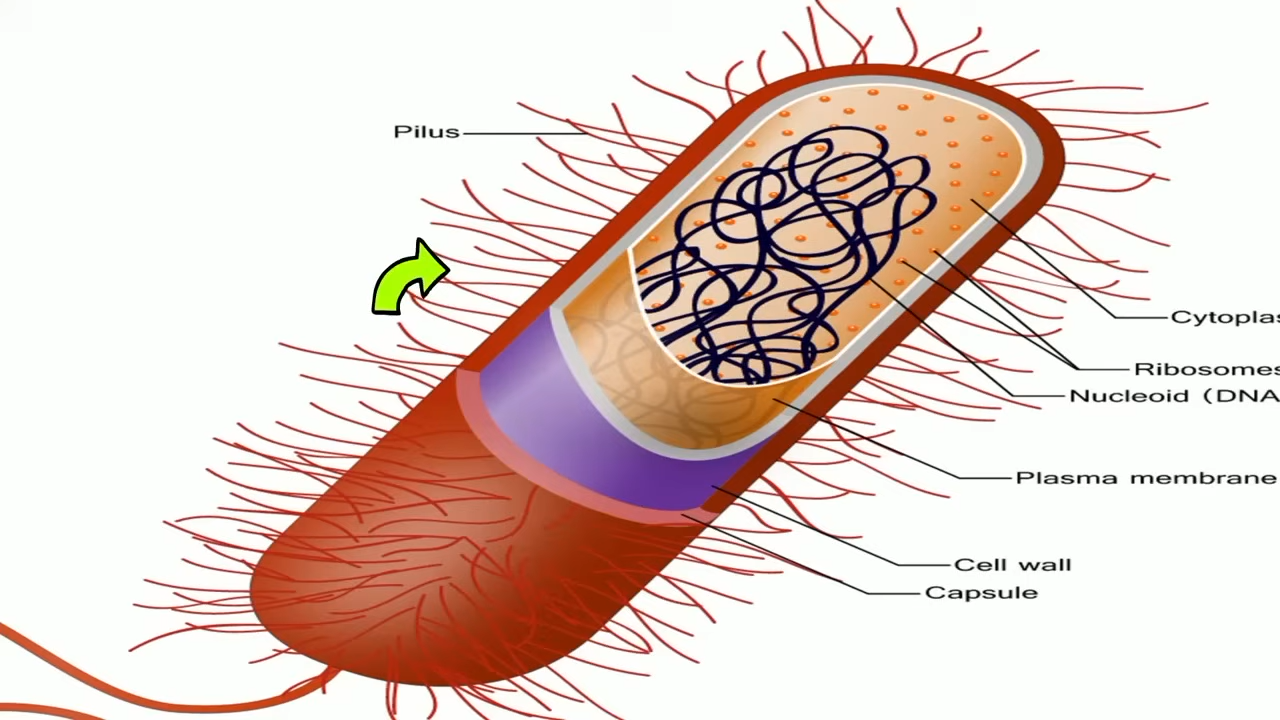 Pilus
Cytoplas
Ribosomes
Nucleoid (DNA
Plasma membrane
Cell wall
Capsule